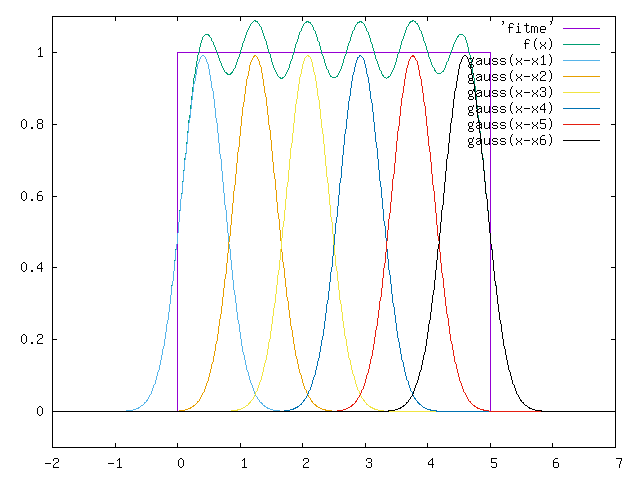 'fitme'
1
f(x)
gauss(x-x1)
gauss(x-x2)
gauss(x-x3)
gauss(x-x4)
0.8
gauss(x-x5)
gauss(x-x6)
0.6
0.4
0.2
0
-2 -1 0 1 2 3 4 5 6 7